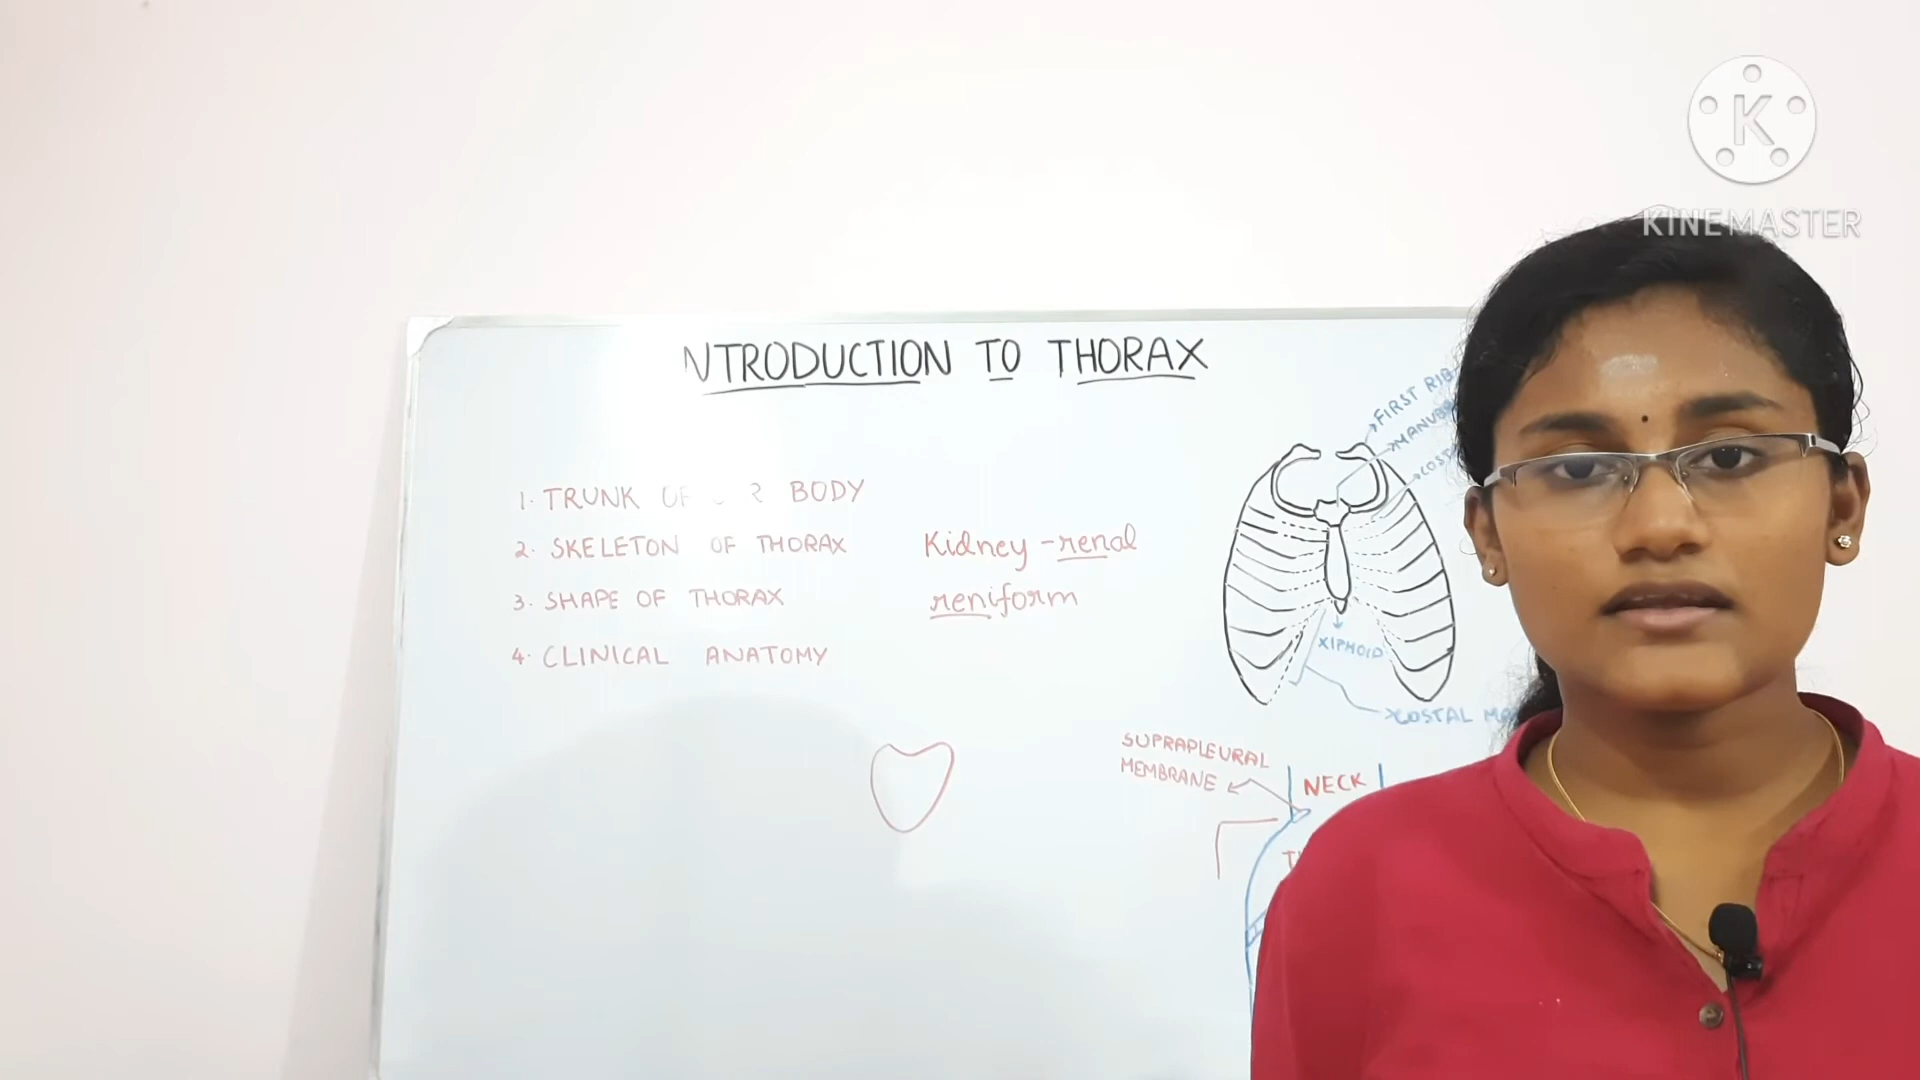 KINEMASTER
NTRODUCTION TO THORAX
1. TRUNK OF BODY
2. SKELETON OF THORAX
3. SHAPE OF THORAX
4. CLINICAL ANATOMY
Kidney - renal
reniform
FIRST RIB
XIPHOID
COSTAL
SUPRAPLEURAL
MEMBRANE
NECK